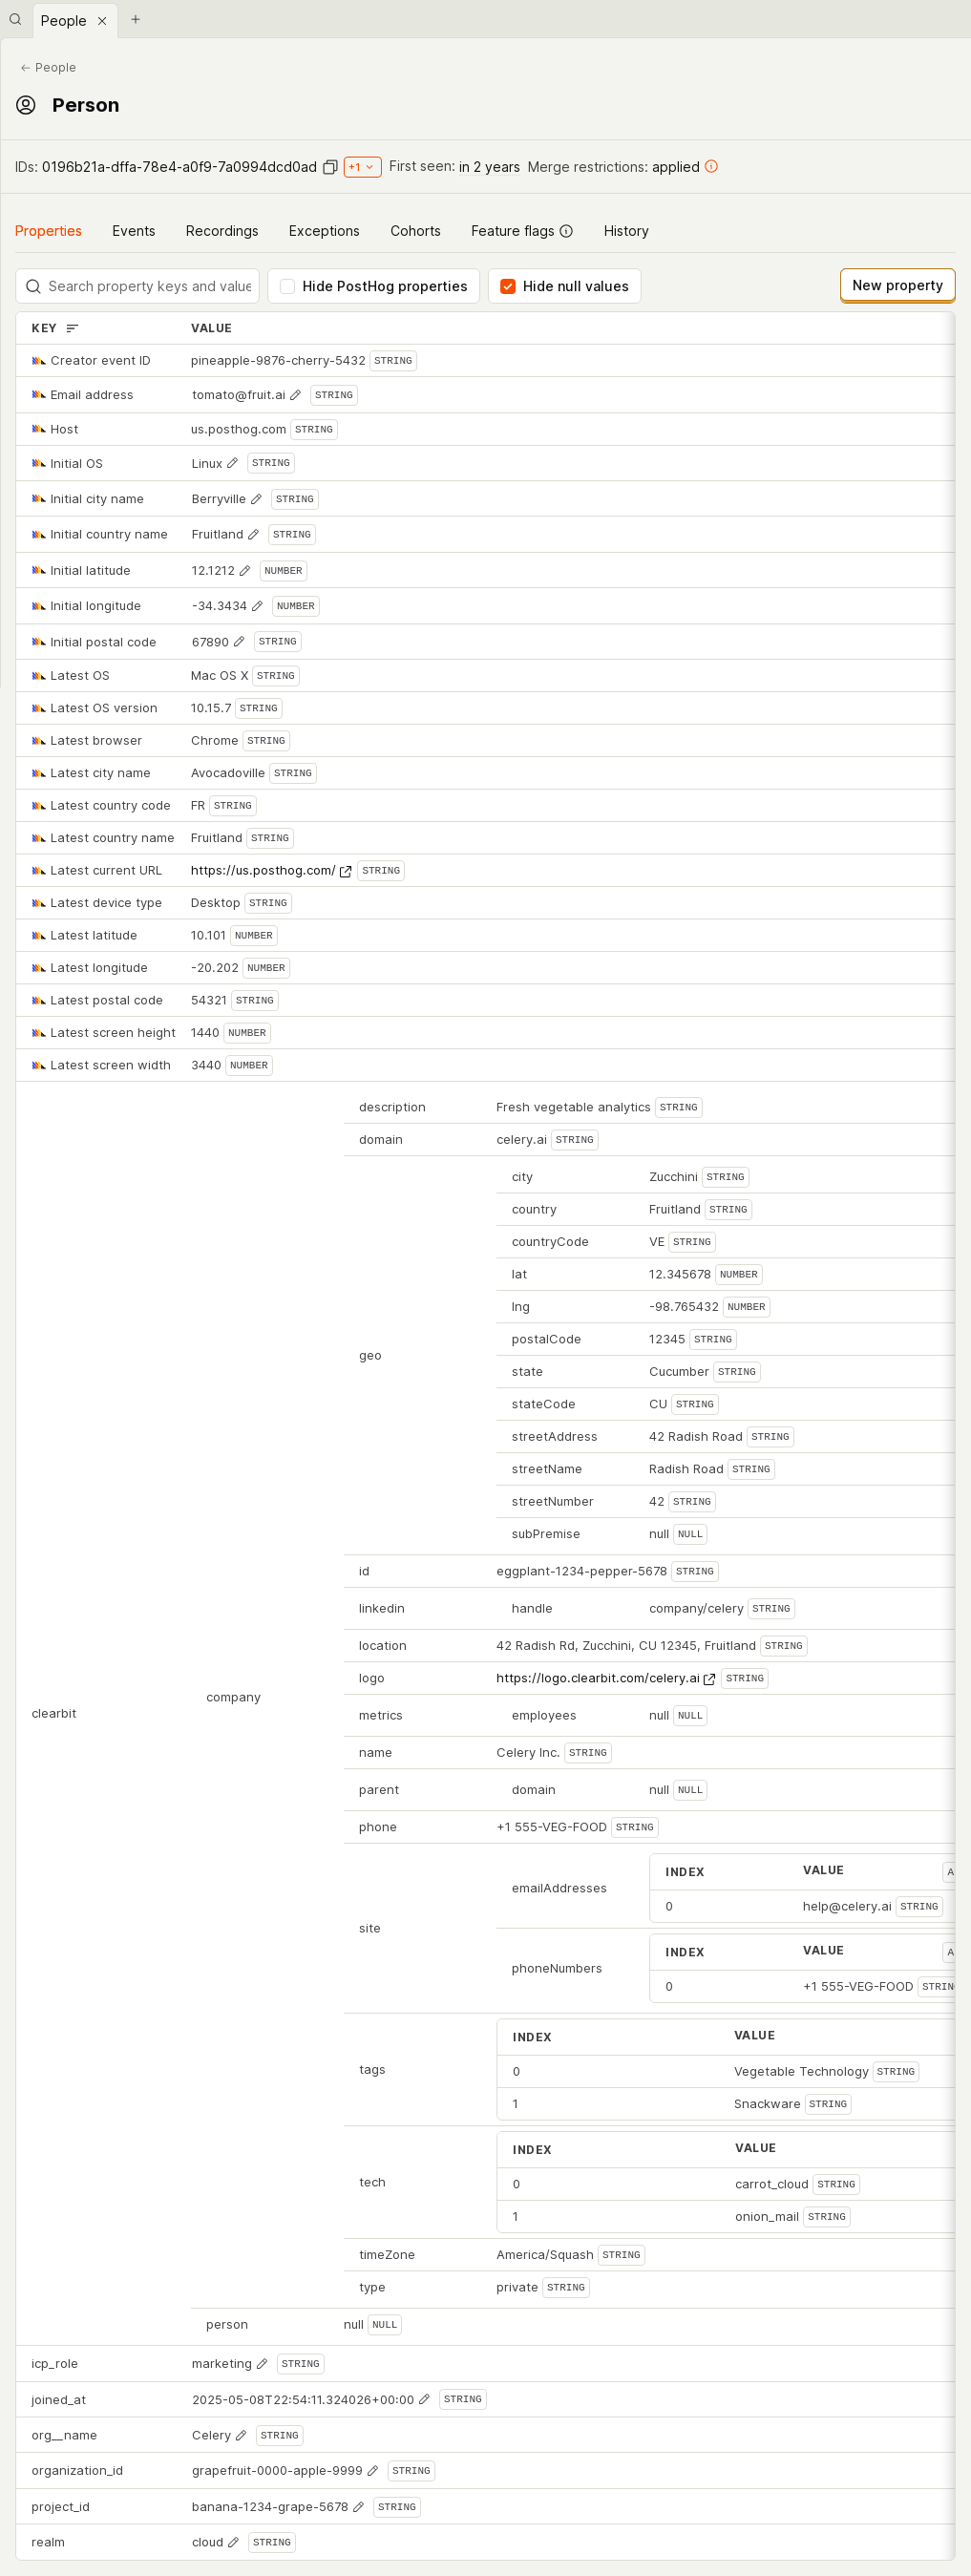 People
People
Person
IDs: 0196b21a-dffa-78e4-a0f9-7a0994dcd0ad +1 First seen: in 2 years Merge restrictions: applied
Properties Events Recordings Exceptions Cohorts Feature flags History
Search property keys and value Hide PostHog properties Hide null values New property
KEY VALUE
Creator event ID pineapple-9876-cherry-5432 STRING
Email address tomato@fruit.ai STRING
Host us.posthog.com STRING
Initial OS Linux STRING
Initial city name Berryville STRING
Initial country name Fruitland STRING
Initial latitude 12.1212 NUMBER
Initial longitude -34.3434 NUMBER
Initial postal code 67890 STRING
Latest OS Mac OS X STRING
Latest OS version 10.15.7 STRING
Latest browser Chrome STRING
Latest city name Avocadoville STRING
Latest country code FR STRING
Latest country name Fruitland STRING
Latest current URL https://us.posthog.com/ STRING
Latest device type Desktop STRING
Latest latitude 10.101 NUMBER
Latest longitude -20.202 NUMBER
Latest postal code 54321 STRING
Latest screen height 1440 NUMBER
Latest screen width 3440 NUMBER
description Fresh vegetable analytics STRING
domain celery.ai STRING
city Zucchini STRING
country Fruitland STRING
countryCode VE STRING
lat 12.345678 NUMBER
lng -98.765432 NUMBER
postalCode 12345 STRING
geo
state Cucumber STRING
stateCode CU STRING
streetAddress 42 Radish Road STRING
streetName Radish Road STRING
streetNumber 42 STRING
subPremise null NULL
id eggplant-1234-pepper-5678 STRING
linkedin handle company/celery STRING
location 42 Radish Rd, Zucchini, CU 12345, Fruitland STRING
logo https://logo.clearbit.com/celery.ai STRING
company
clearbit
metrics employees null NULL
name Celery Inc. STRING
parent domain null NULL
phone +1 555-VEG-FOOD STRING
INDEX VALUE A
emailAddresses
0 help@celery.ai STRING
site
INDEX VALUE A
phoneNumbers
0 +1 555-VEG-FOOD STRING
INDEX VALUE
tags
0 Vegetable Technology STRING
1 Snackware STRING
INDEX VALUE
tech
0 carrot_cloud STRING
1 onion_mail STRING
timeZone America/Squash STRING
type private STRING
person null NULL
icp_role marketing STRING
joined_at 2025-05-08T22:54:11.324026+00:00 STRING
org__name Celery STRING
organization_id grapefruit-0000-apple-9999 STRING
project_id banana-1234-grape-5678 STRING
realm cloud STRING